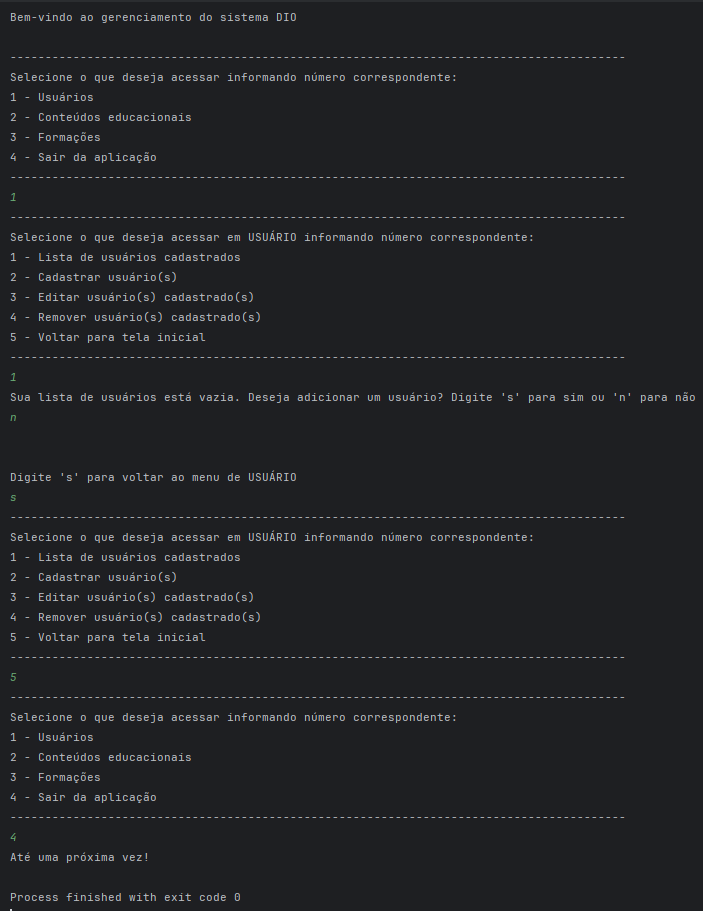 Bem-vindo ao gerenciamento do sistema DIO
----------------------------------------------------------------------------------------
Selecione o que deseja acessar informando número correspondente:
1 - Usuários
2 - Conteúdos educacionais
3 - Formações
4 - Sair da aplicação
----------------------------------------------------------------------------------------
1
----------------------------------------------------------------------------------------
Selecione o que deseja acessar em USUÁRIO informando número correspondente:
1 - Lista de usuários cadastrados
2 - Cadastrar usuário(s)
3 - Editar usuário(s) cadastrado(s)
4 - Remover usuário(s) cadastrado(s)
5 - Voltar para tela inicial
----------------------------------------------------------------------------------------
1
Sua lista de usuários está vazia. Deseja adicionar um usuário? Digite 's' para sim ou 'n' para não
n
Digite 's' para voltar ao menu de USUÁRIO
s
----------------------------------------------------------------------------------------
Selecione o que deseja acessar em USUÁRIO informando número correspondente:
1 - Lista de usuários cadastrados
2 - Cadastrar usuário(s)
3 - Editar usuário(s) cadastrado(s)
4 - Remover usuário(s) cadastrado(s)
5 - Voltar para tela inicial
----------------------------------------------------------------------------------------
5
----------------------------------------------------------------------------------------
Selecione o que deseja acessar informando número correspondente:
1 - Usuários
2 - Conteúdos educacionais
3 - Formações
4 - Sair da aplicação
----------------------------------------------------------------------------------------
4
Até uma próxima vez!
Process finished with exit code 0